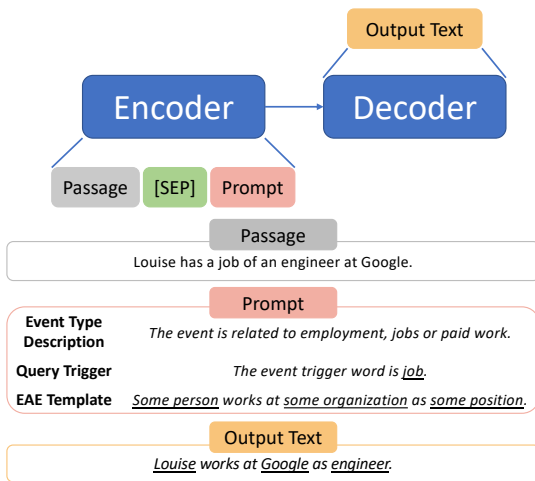 Output Text
Encoder
Decoder
Passage
[SEP]
Prompt
Passage
Louise has a job of an engineer at Google.
Prompt
Event Type
Description
The event is related to employment, jobs or paid work.
Query Trigger
The event trigger word is job.
EAE Template
Some person works at some organization as some position.
Output Text
Louise works at Google as engineer.